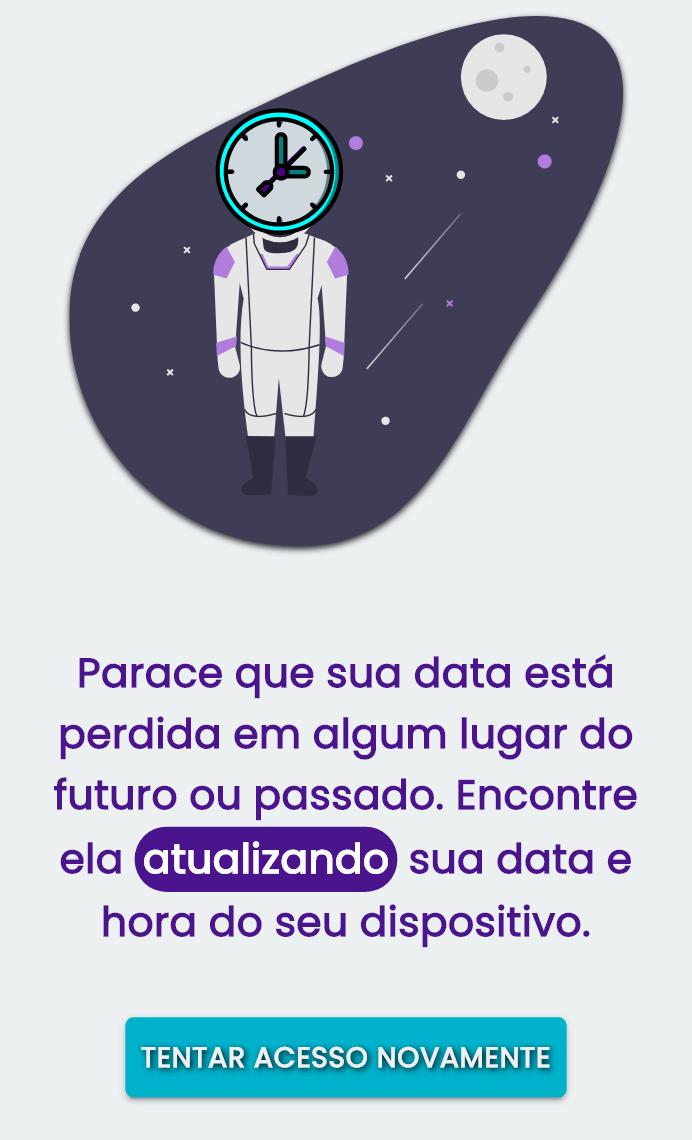 Parace que sua data está
perdida em algum lugar do
futuro ou passado. Encontre
ela atualizando sua data e
hora do seu dispositivo.
TENTAR ACESSO NOVAMENTE